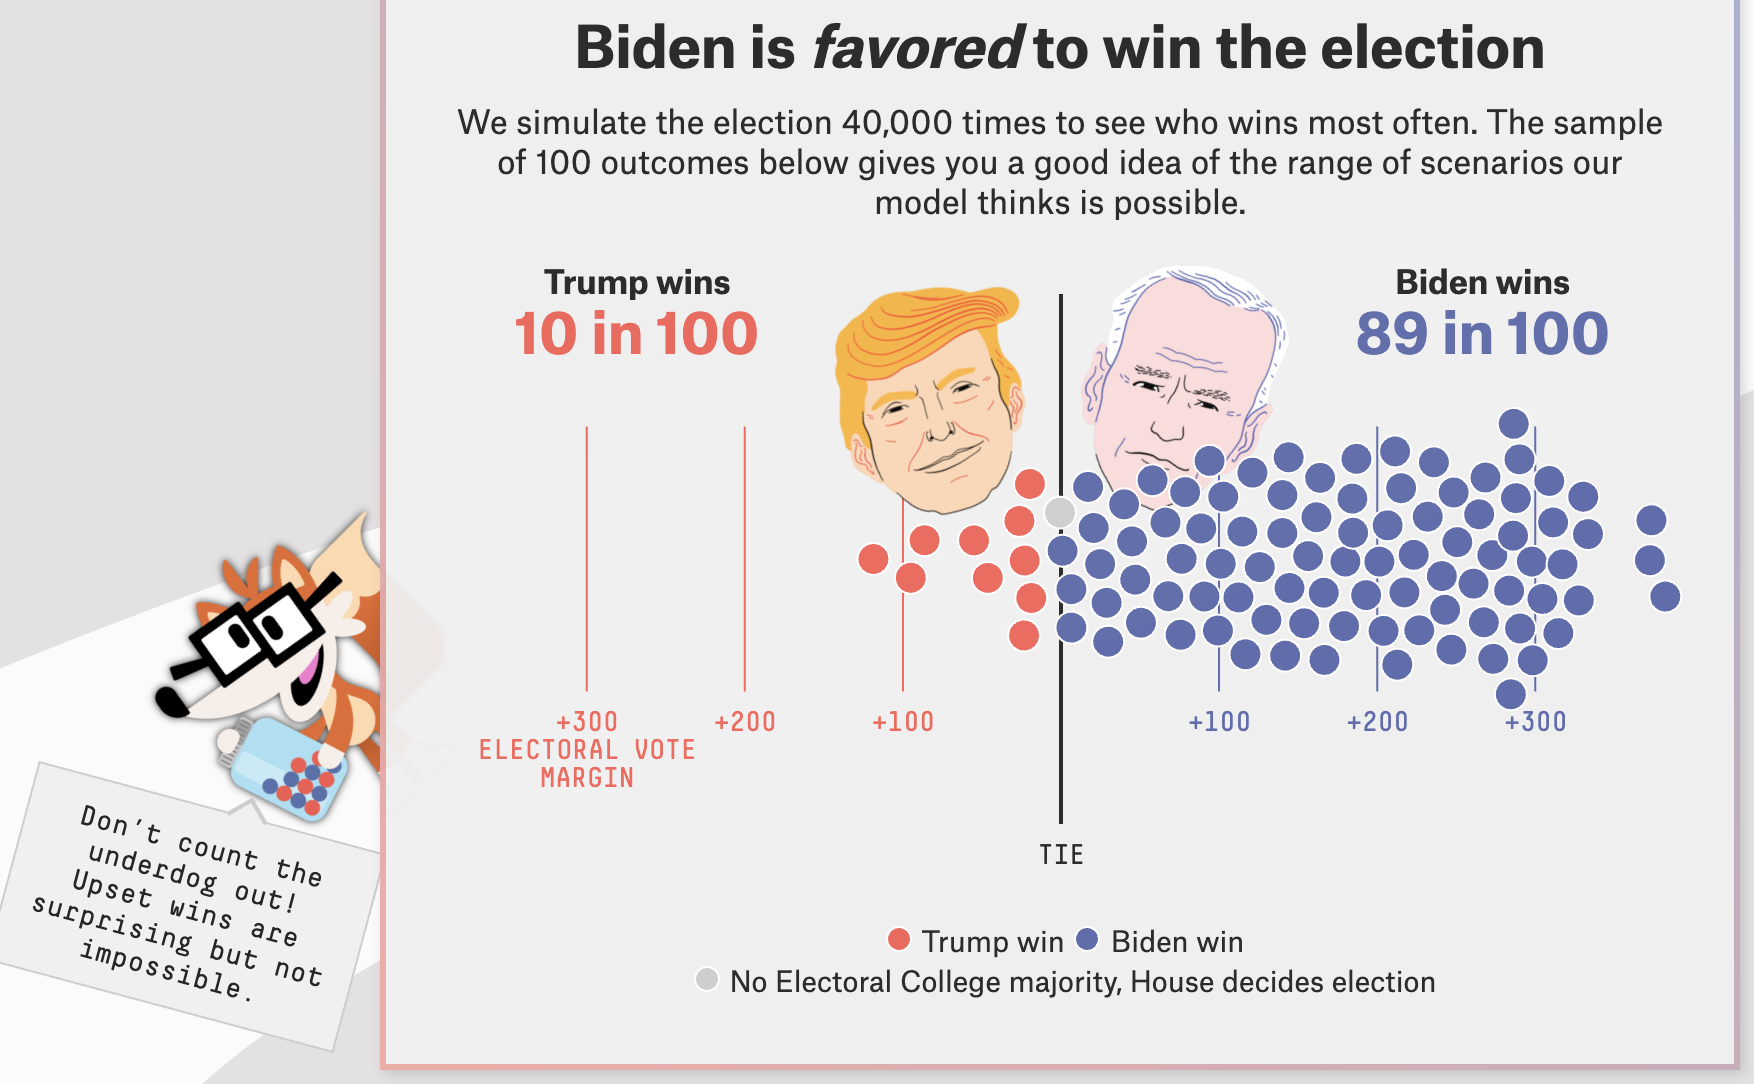 Biden is favored to win the election
We simulate the election 40,000 times to see who wins most often. The sample
of 100 outcomes below gives you a good idea of the range of scenarios our
model thinks is possible.
Trump wins
10 in 100
Biden wins
89 in 100
+300
+200
+100
+100
+200
+300
ELECTORAL VOTE
MARGIN
TIE
Trump win
Biden win
No Electoral College majority, House decides election
Don't count the
underdog out!
Upset wins are
surprising but not
impossible.